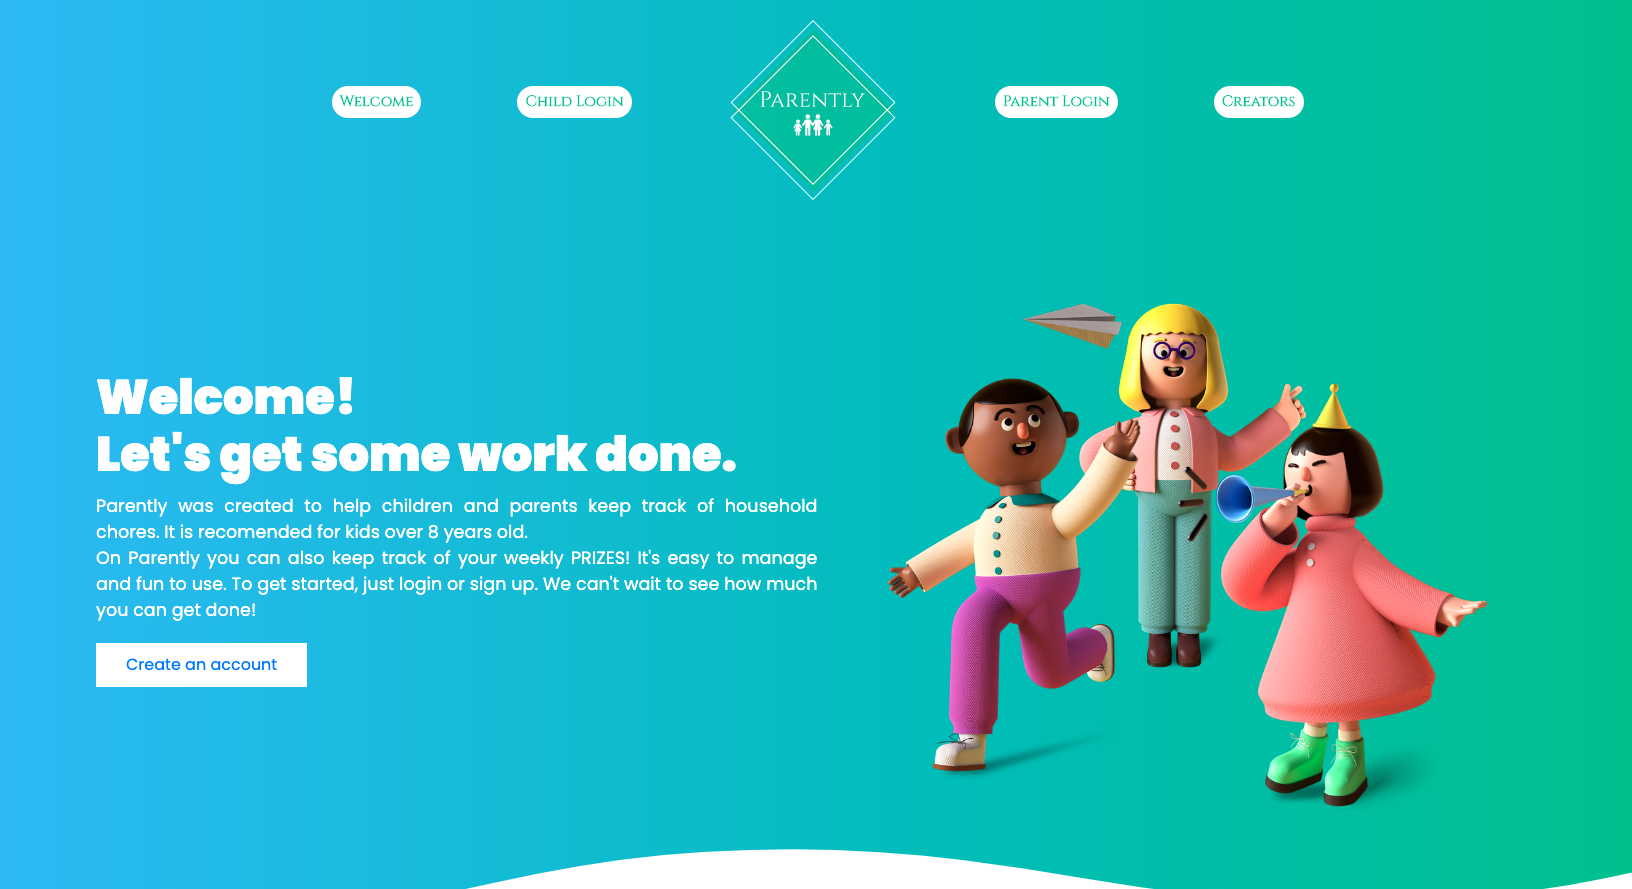 Welcome
Child Login
Parently
Parent Login
Creators
Welcome!
Let's get some work done.
Parently was created to help children and parents keep track of household
chores. It is recomended for kids over 8 years old.
On Parently you can also keep track of your weekly PRIZES! It's easy to manage
and fun to use. To get started, just login or sign up. We can't wait to see how much
you can get done!
Create an account